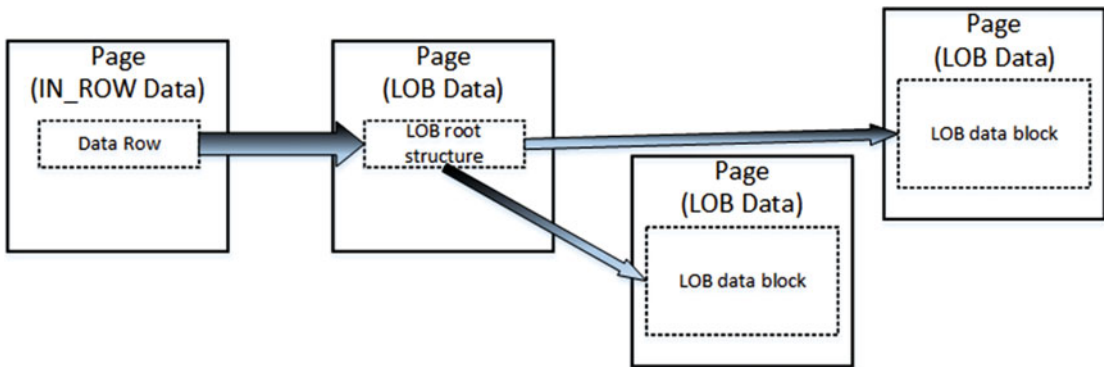 Page
(IN_ROW Data)
Data Row
Page
(LOB Data)
LOB root
structure
Page
(LOB Data)
LOB data block
Page
(LOB Data)
LOB data block